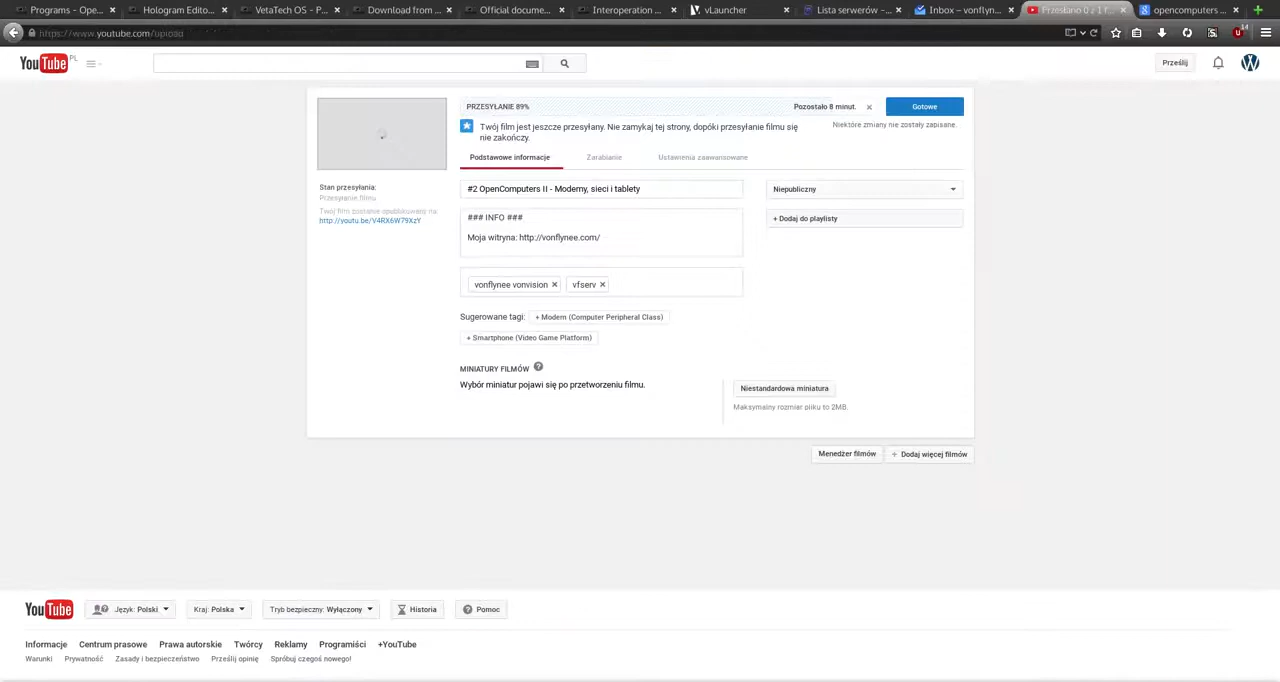 Programs - Ope...
Hologram Edito...
VetaTech OS - P...
Download from ...
Official docume...
Interoperation ...
vLauncher
Lista serwerów –...
Inbox – vonflyn...
Przesłano 0 z 1 f...
opencomputers ...
https://www.youtube.com/upload
14
YouTube PL
Prześlij
PRZESYŁANIE 89%
Pozostało 8 minut.
Gotowe
Twój film jest jeszcze przesyłany. Nie zamykaj tej strony, dopóki przesyłanie filmu się
nie zakończy.
Niektóre zmiany nie zostały zapisane.
Podstawowe informacje
Zarabianie
Ustawienia zaawansowane
Stan przesyłania:
Przesyłanie filmu
Twój film zostanie opublikowany na:
http://youtu.be/V4RX6W79XzY
#2 OpenComputers II - Modemy, sieci i tablety
Niepubliczny
### INFO ###
+ Dodaj do playlisty
Moja witryna: http://vonflynee.com/
vonflynee vonvision
vfserv
Sugerowane tagi: + Modem (Computer Peripheral Class)
+ Smartphone (Video Game Platform)
MINIATURY FILMÓW
Wybór miniatur pojawi się po przetworzeniu filmu.
Niestandardowa miniatura
Maksymalny rozmiar pliku to 2MB.
Menedżer filmów
+ Dodaj więcej filmów
YouTube
Język: Polski
Kraj: Polska
Tryb bezpieczny: Wyłączony
Historia
Pomoc
Informacje Centrum prasowe Prawa autorskie Twórcy Reklamy Programiści +YouTube
Warunki Prywatność Zasady i bezpieczeństwo Prześlij opinię Spróbuj czegoś nowego!